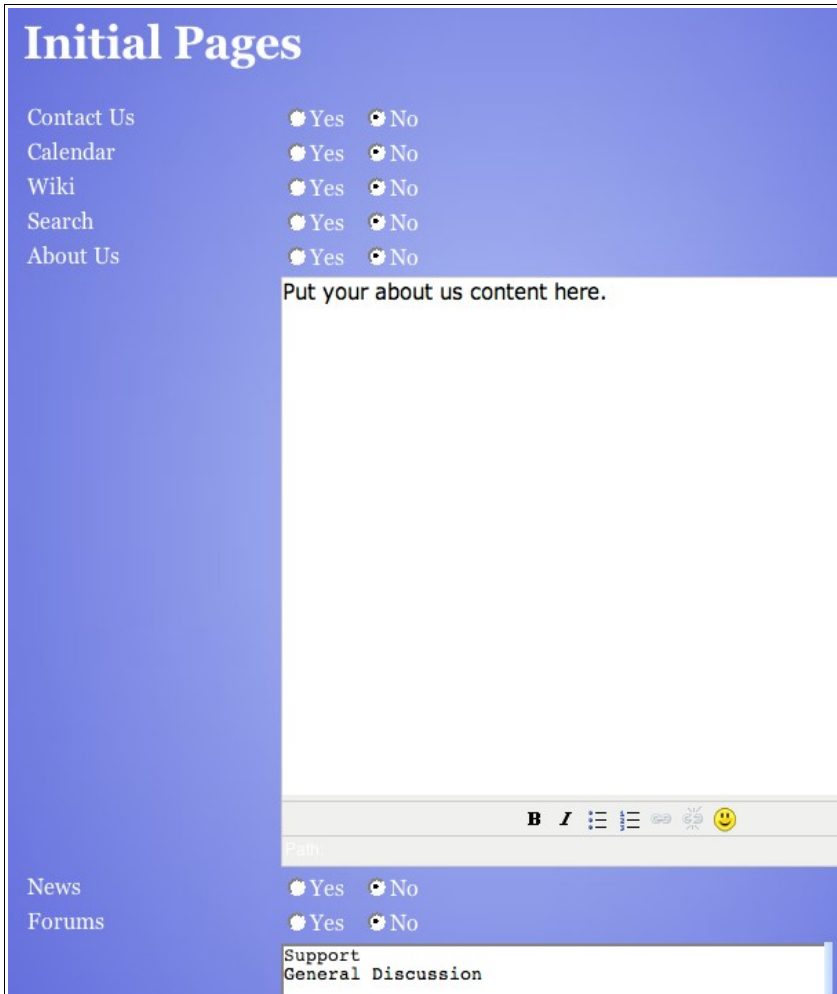 Initial Pages
Contact Us Yes No
Calendar Yes No
Wiki Yes No
Search Yes No
About Us Yes No
Put your about us content here.
B I
Path:
News Yes No
Forums Yes No
Support
General Discussion